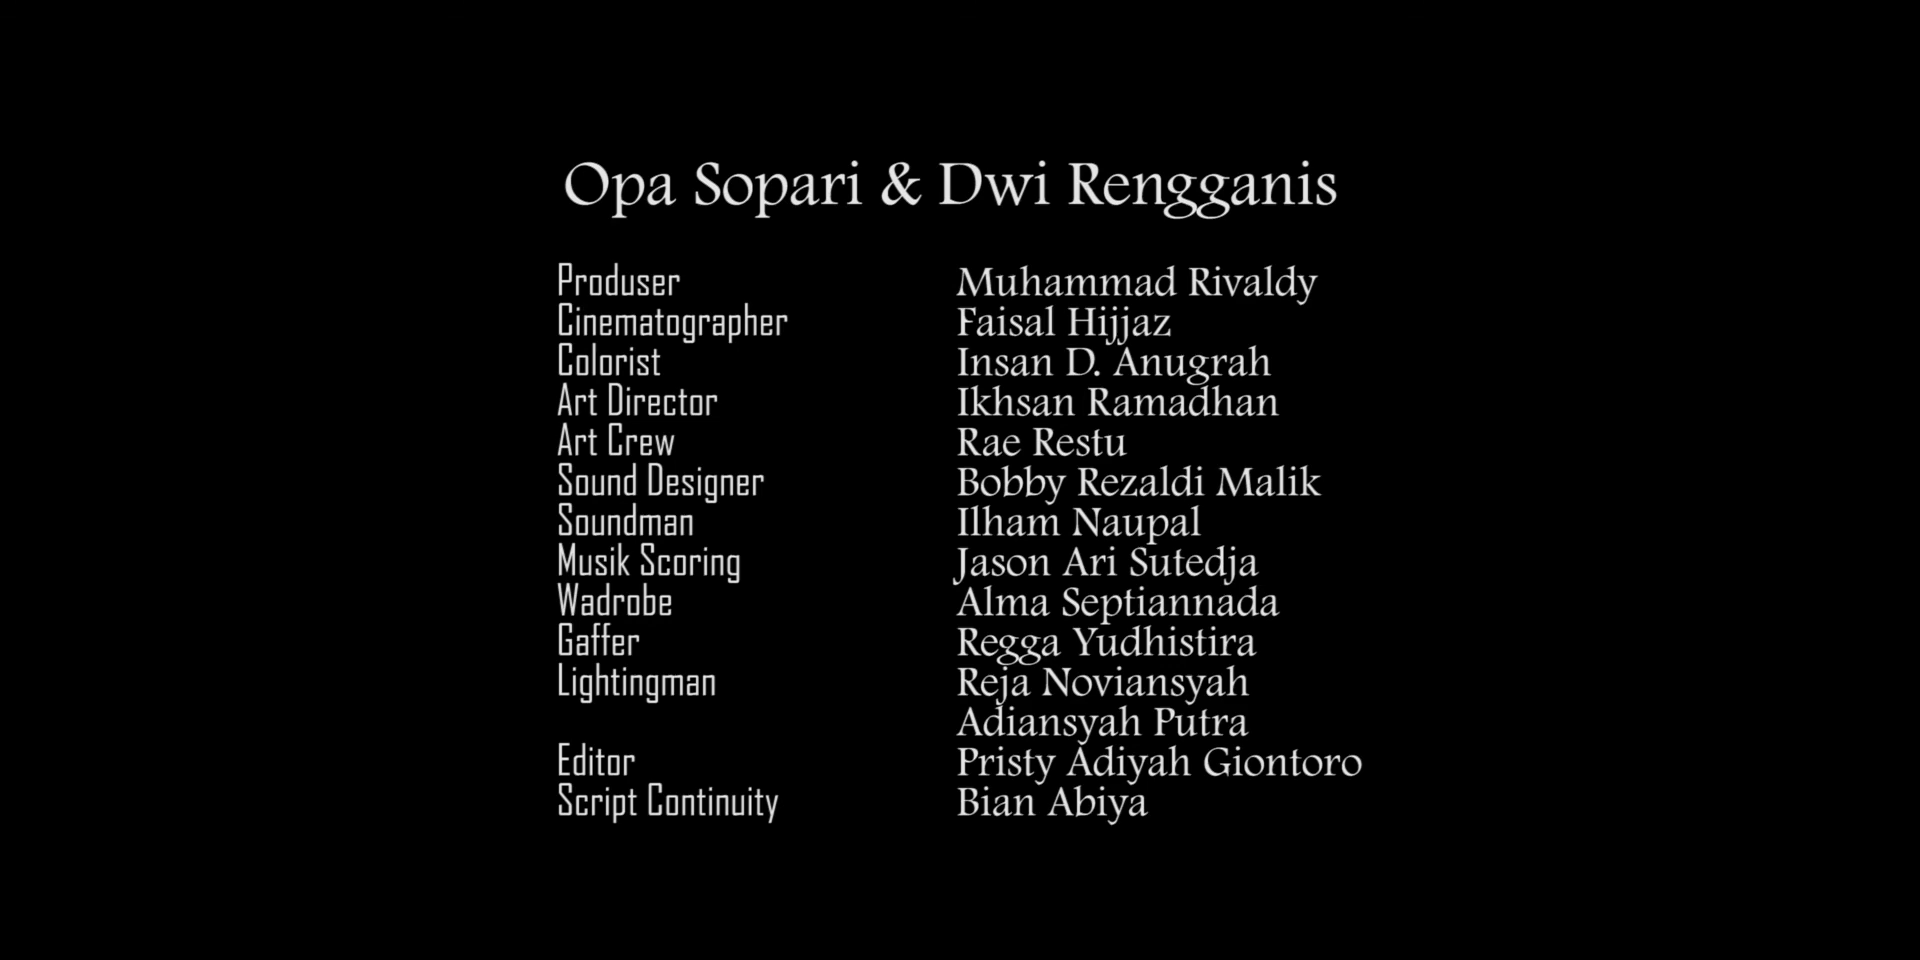 Opa Sopari & Dwi Rengganis
Produser Muhammad Rivaldy
Cinematographer Faisal Hijjaz
Colorist Insan D. Anugrah
Art Director Ikhsan Ramadhan
Art Crew Rae Restu
Sound Designer Bobby Rezaldi Malik
Soundman Ilham Naupal
Musik Scoring Jason Ari Sutedja
Wadrobe Alma Septiannada
Gaffer Regga Yudhistira
Lightingman Reja Noviansyah
Adiansyah Putra
Editor Pristy Adiyah Giontoro
Script Continuity Bian Abiya